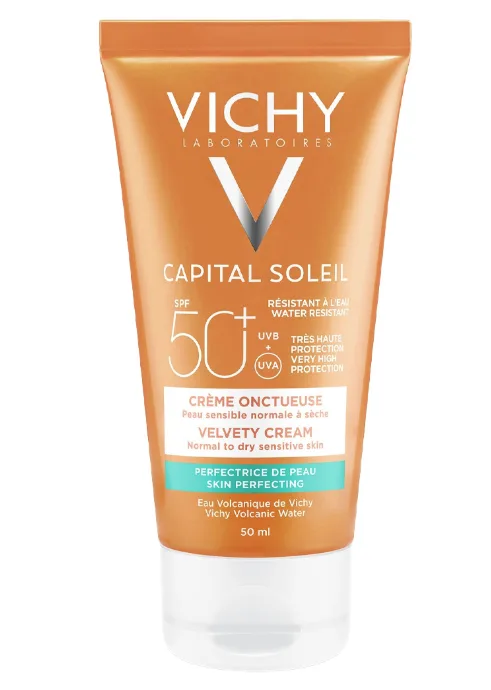 VICHY
LABORATOIRES
CAPITAL SOLEIL
SPF
50+
UVB
+
UVA
RÉSISTANT À L'EAU
WATER RESISTANT
TRÈS HAUTE
PROTECTION
VERY HIGH
PROTECTION
CRÈME ONCTUEUSE
Peau sensible normale à sèche
VELVETY CREAM
Normal to dry sensitive skin
PERFECTRICE DE PEAU
SKIN PERFECTING
Eau Volcanique de Vichy
Vichy Volcanic Water
50 ml